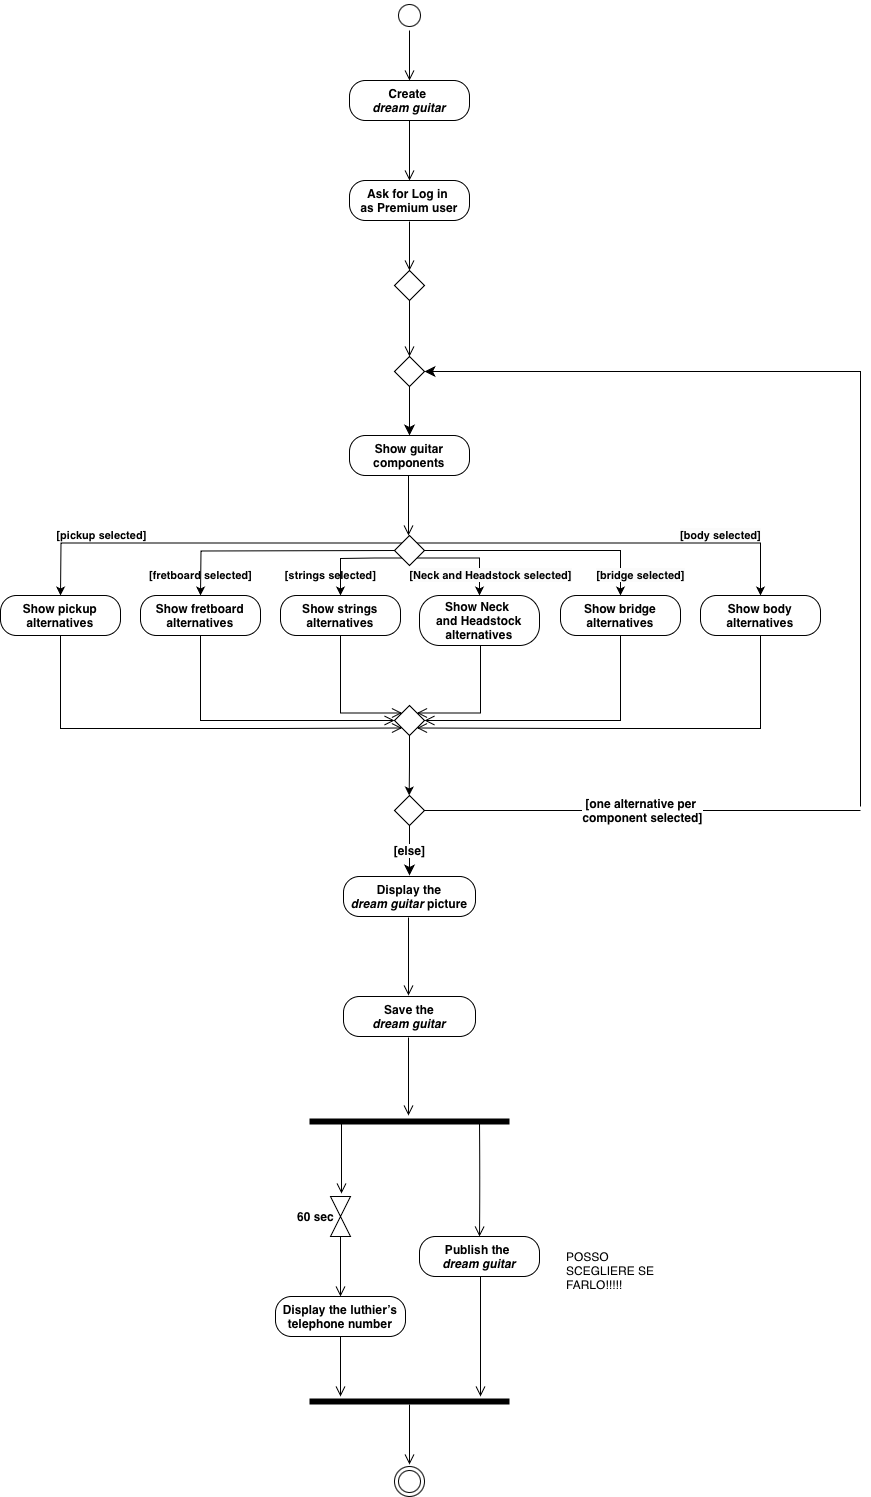 Create
dream guitar
Ask for Log in
as Premium user
Show guitar
components
[pickup selected]
[body selected]
[fretboard selected]
[strings selected]
[Neck and Headstock selected]
[bridge selected]
Show pickup
alternatives
Show fretboard
alternatives
Show strings
alternatives
Show Neck
and Headstock
alternatives
Show bridge
alternatives
Show body
alternatives
[one alternative per
component selected]
[else]
Display the
dream guitar picture
Save the
dream guitar
60 sec
Publish the
dream guitar
POSSO
SCEGLIERE SE
FARLO!!!!!
Display the luthier's
telephone number